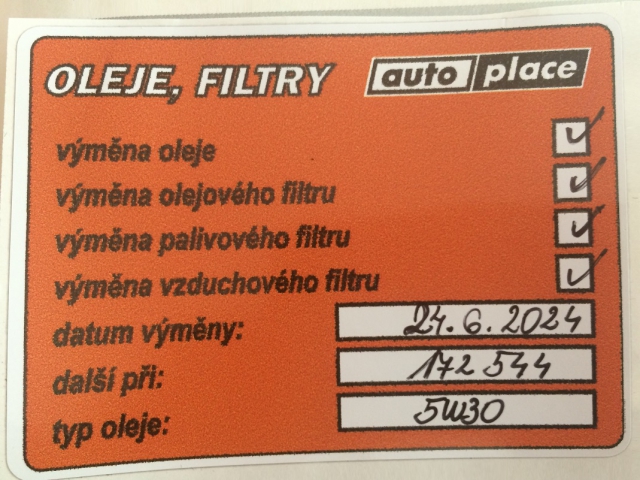 OLEJE, FILTRY auto place
výměna oleje
výměna olejového filtru
výměna palivového filtru
výměna vzduchového filtru
datum výměny: 24.6.2024
další při: 172 544
typ oleje: 5W30